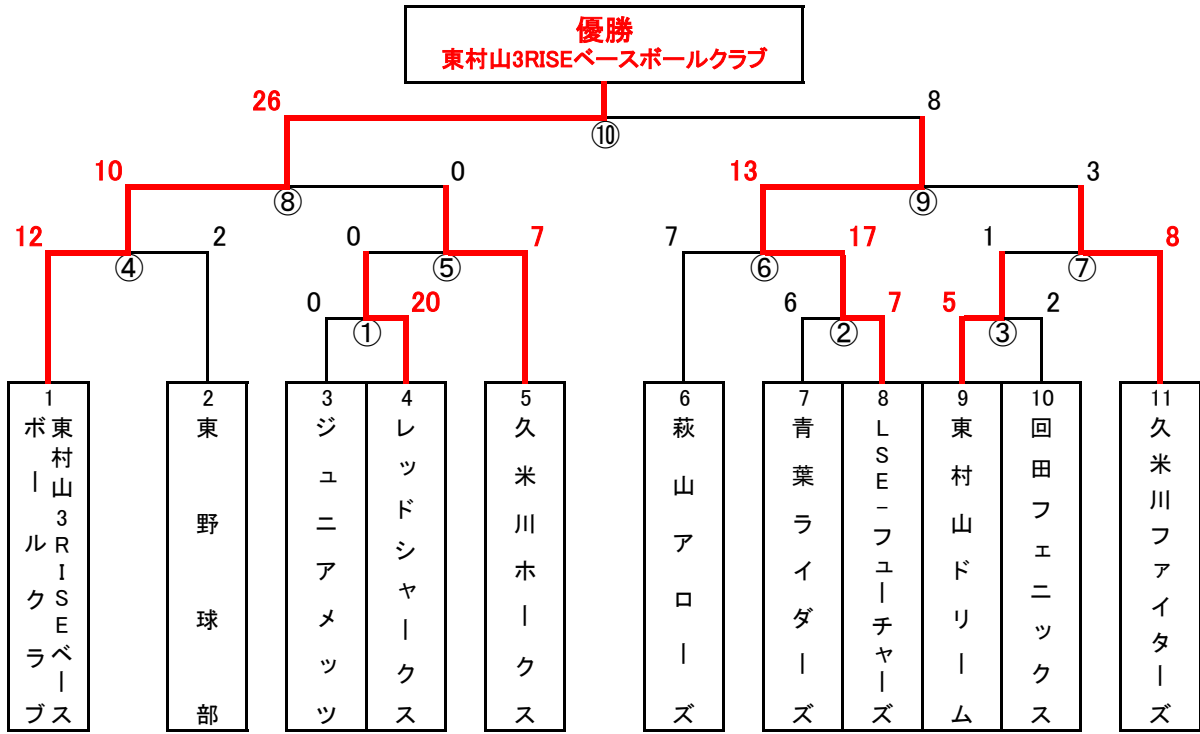 優勝
東村山3RISEベースボールクラブ
26
8
⑩
10
0
13
3
⑧
⑨
12
2
0
7
7
17
1
8
④
⑤
⑥
⑦
0
20
6
7
5
2
①
②
③
1
東村山3RISEベース
ボールクラブ
2
東野球部
3
ジュニアメッツ
4
レッドシャークス
5
久米川ホークス
6
萩山アローズ
7
青葉ライダーズ
8
LSE-フューチャーズ
9
東村山ドリーム
10
回田フェニックス
11
久米川ファイターズ